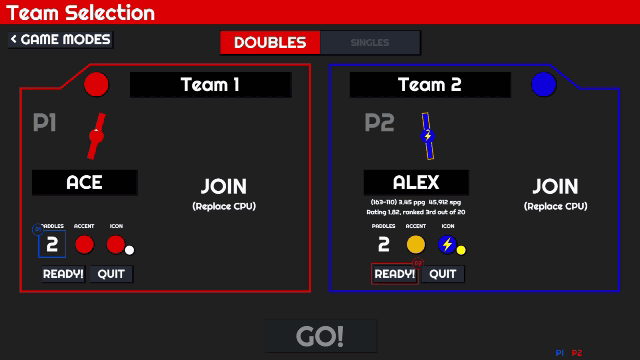 Team Selection
< GAME MODES
DOUBLES
SINGLES
Team 1
P1
ACE
JOIN
(Replace CPU)
PADDLES
ACCENT
ICON
2
READY!
QUIT
Team 2
P2
ALEX
(163-110) 3,45 ppg 45,912 spg
Rating 1,82, ranked 3rd out of 20
JOIN
(Replace CPU)
PADDLES
ACCENT
ICON
2
READY!
P2
QUIT
GO!
P1 P2